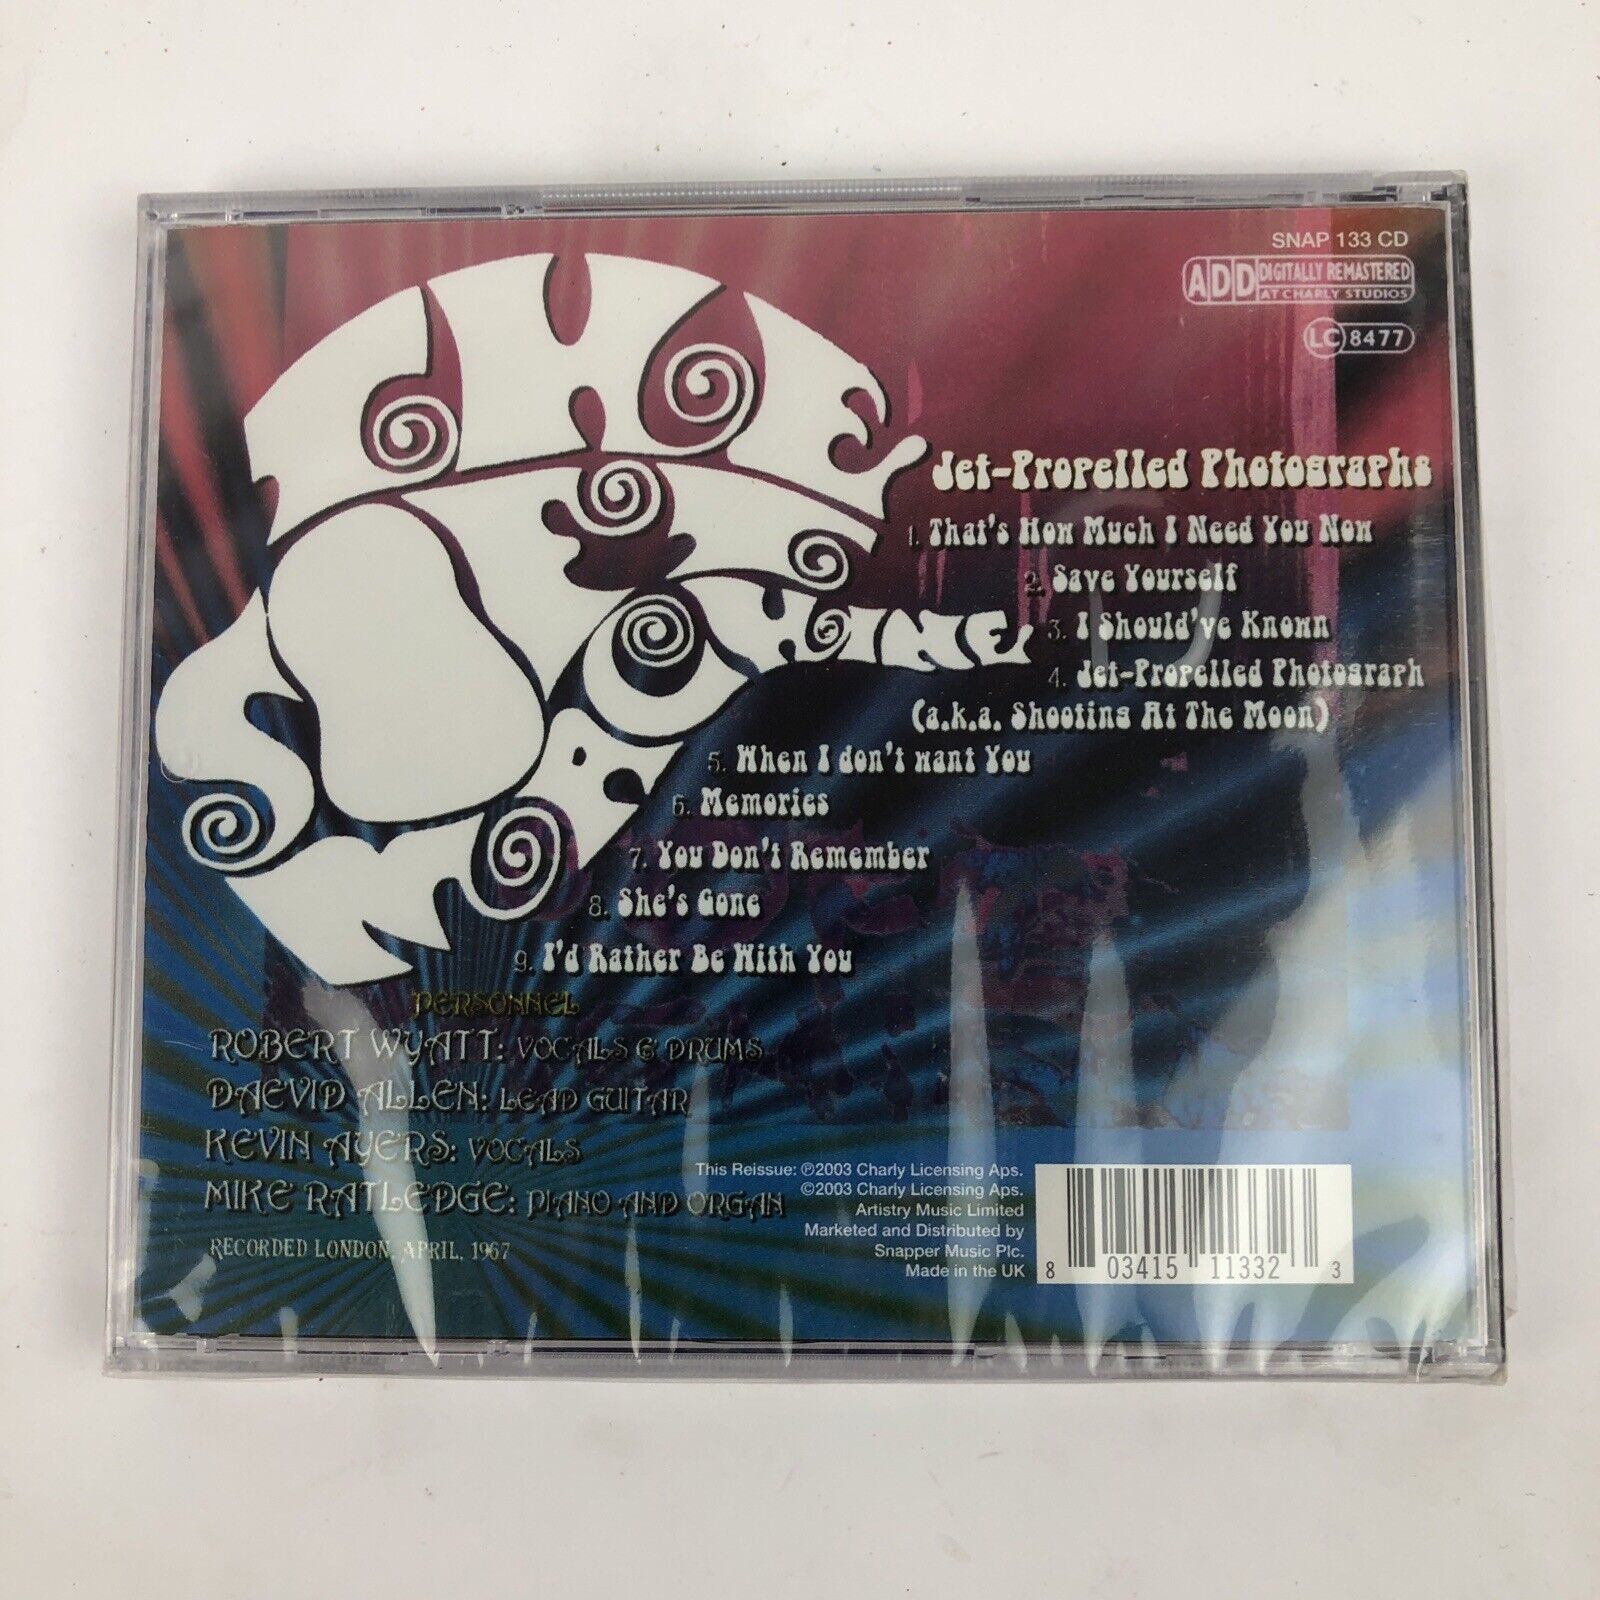 SNAP 133 CD
ADD DIGITALLY REMASTERED
AT CHARLY STUDIOS
LC 8477
THE
SOFT
MACHINE
Jet-Propelled Photographs
1. That's How Much I Need You Now
2. Save Yourself
3. I Should've Known
4. Jet-Propelled Photograph
(a.k.a. Shooting At The Moon)
5. When I don't want You
6. Memories
7. You Don't Remember
8. She's Gone
9. I'd Rather Be With You
PERSONNEL
ROBERT WYATT: VOCALS & DRUMS
DAEVID ALLEN: LEAD GUITAR
KEVIN AYERS: VOCALS
MIKE RATLEDGE: PIANO AND ORGAN
RECORDED LONDON, APRIL, 1967
This Reissue: ℗2003 Charly Licensing Aps.
©2003 Charly Licensing Aps.
Artistry Music Limited
Marketed and Distributed by
Snapper Music Plc.
Made in the UK
8 03415 11332 3